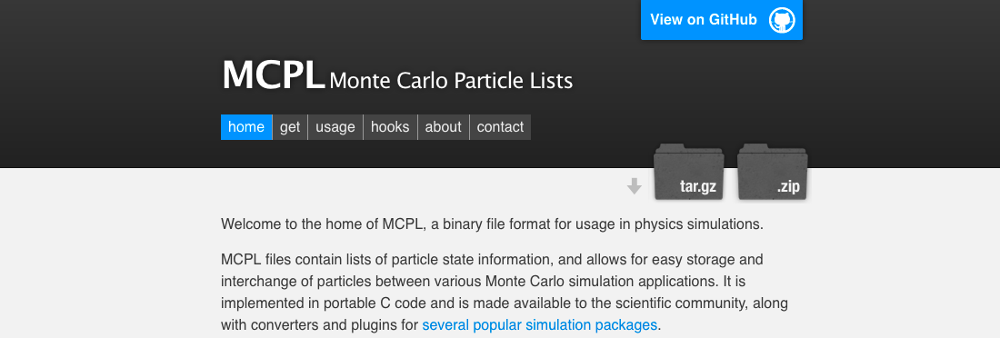 View on GitHub
MCPL Monte Carlo Particle Lists
home get usage hooks about contact
tar.gz .zip
Welcome to the home of MCPL, a binary file format for usage in physics simulations.
MCPL files contain lists of particle state information, and allows for easy storage and
interchange of particles between various Monte Carlo simulation applications. It is
implemented in portable C code and is made available to the scientific community, along
with converters and plugins for several popular simulation packages.